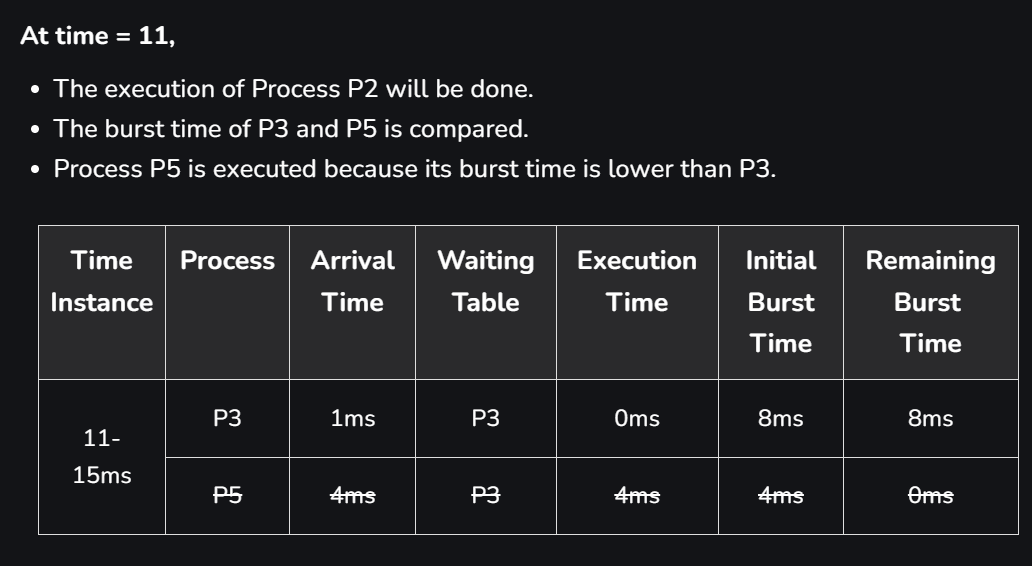 At time = 11,
The execution of Process P2 will be done.
The burst time of P3 and P5 is compared.
Process P5 is executed because its burst time is lower than P3.
Time Instance Process Arrival Time Waiting Table Execution Time Initial Burst Time Remaining Burst Time
11-15ms P3 1ms P3 0ms 8ms 8ms
P5 4ms P3 4ms 4ms 0ms